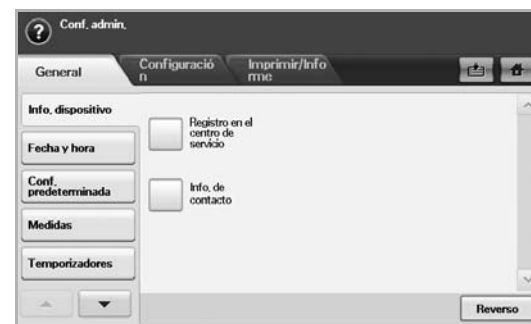 ?
Conf. admin.
General
Configuració
n
Imprimir/Info
rme
Info. dispositivo
Registro en el
centro de
servicio
Fecha y hora
Conf.
predeterminada
Info. de
contacto
Medidas
Temporizadores
Reverso